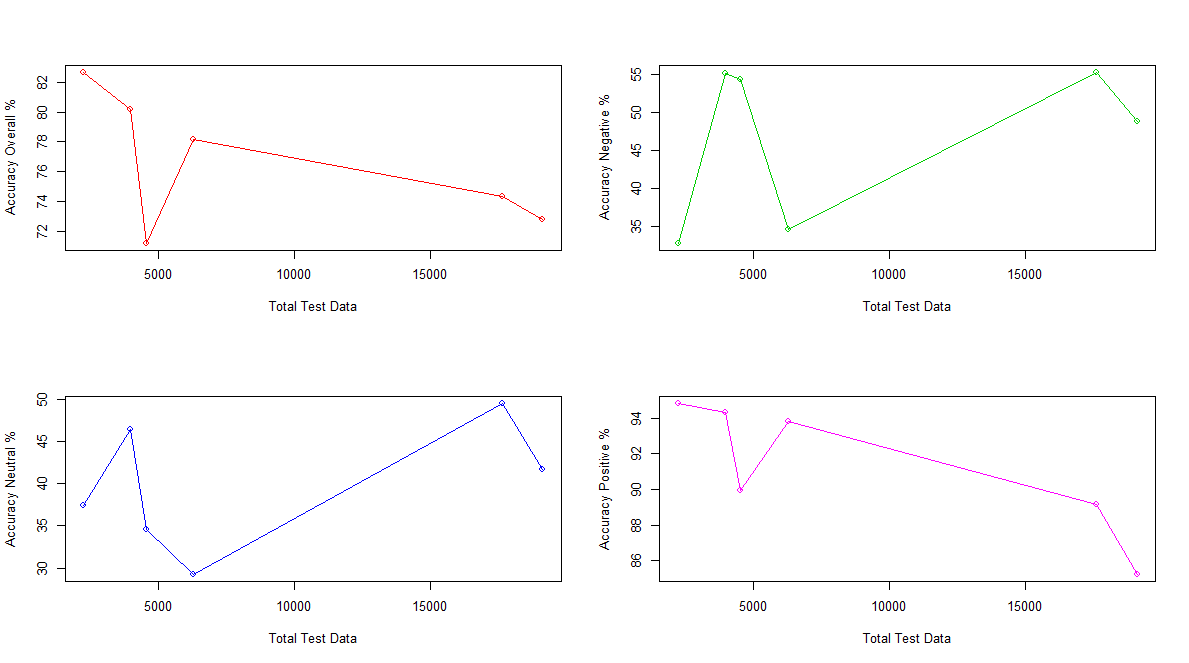 Accuracy Overall %
82
80
78
76
74
72
5000 10000 15000
Total Test Data
Accuracy Negative %
55
50
45
40
35
5000 10000 15000
Total Test Data
Accuracy Neutral %
50
45
40
35
30
5000 10000 15000
Total Test Data
Accuracy Positive %
94
92
90
88
86
5000 10000 15000
Total Test Data